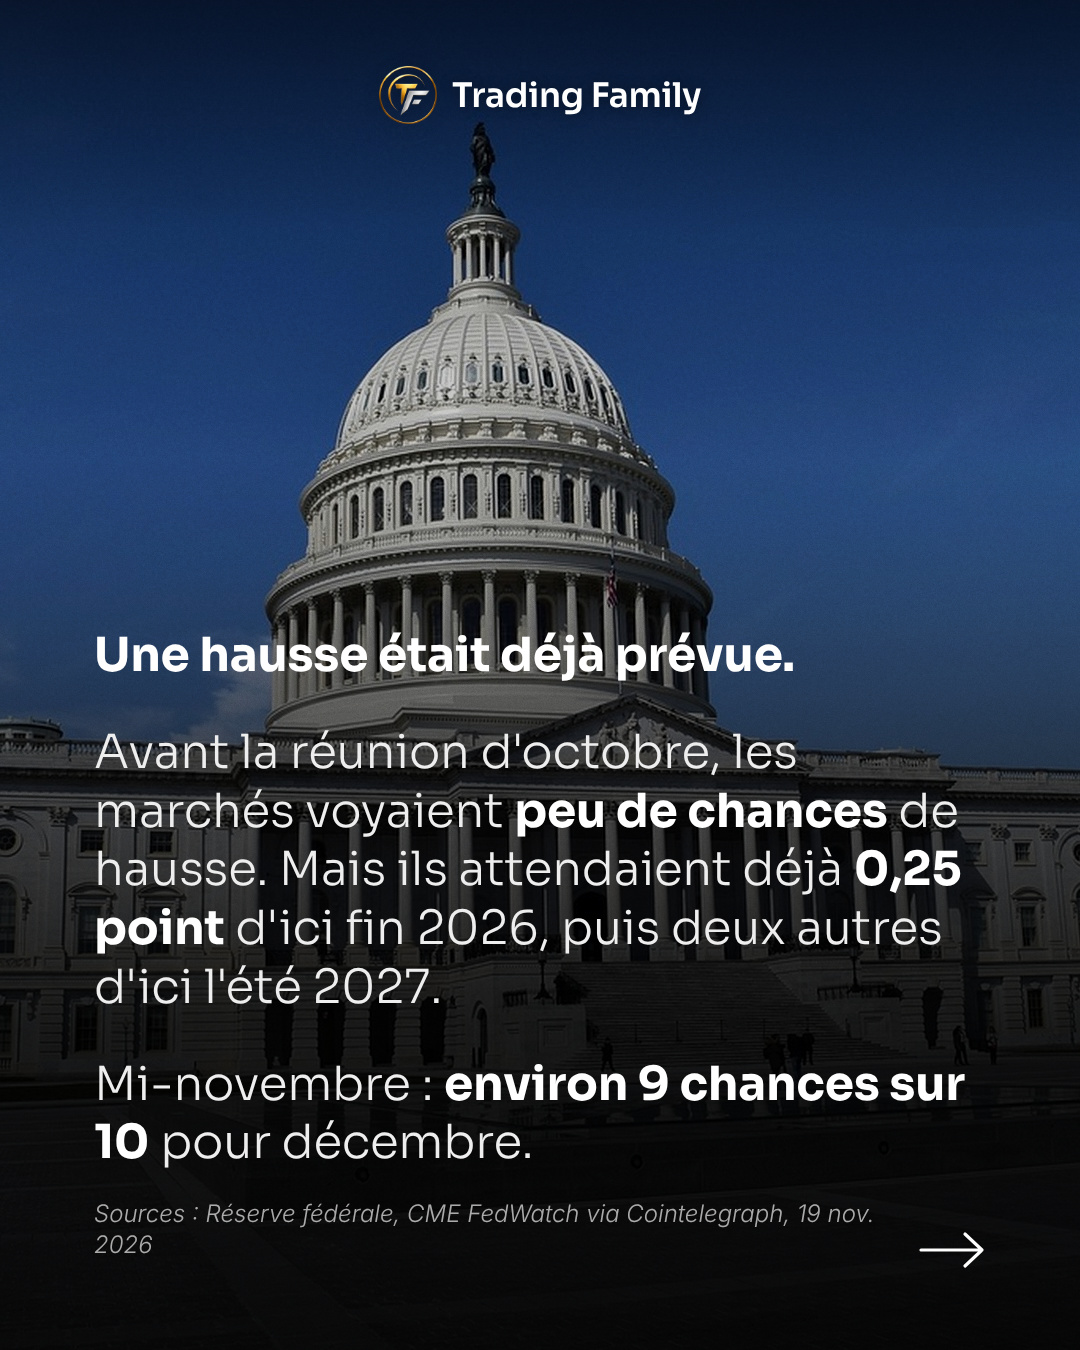 Trading Family
Une hausse était déjà prévue.
Avant la réunion d'octobre, les
marchés voyaient peu de chances de
hausse. Mais ils attendaient déjà 0,25
point d'ici fin 2026, puis deux autres
d'ici l'été 2027.
Mi-novembre : environ 9 chances sur
10 pour décembre.
Sources : Réserve fédérale, CME FedWatch via Cointelegraph, 19 nov.
2026